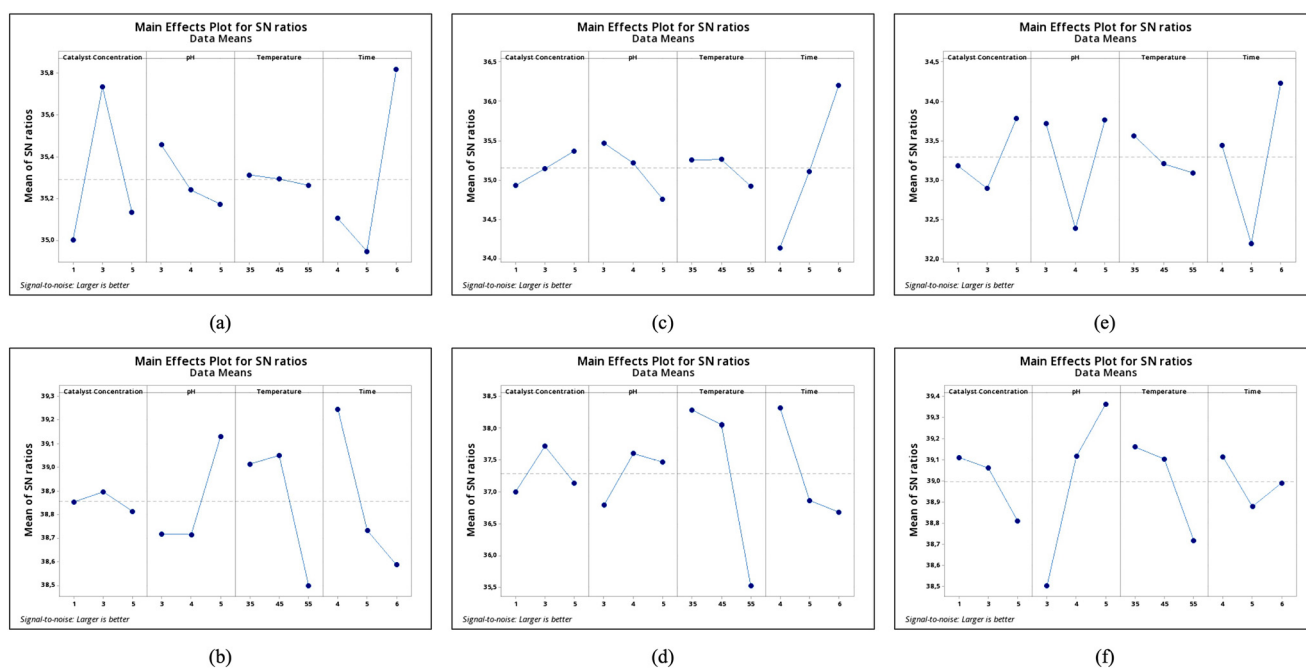 Main Effects Plot for SN ratios
Data Means
Catalyst Concentration pH Temperature Time
Mean of SN ratios
35,8
35,6
35,4
35,2
35,0
1 3 5 3 4 5 35 45 55 4 5 6
Signal-to-noise: Larger is better
(a)
Main Effects Plot for SN ratios
Data Means
Catalyst Concentration pH Temperature Time
Mean of SN ratios
36,5
36,0
35,5
35,0
34,5
34,0
1 3 5 3 4 5 35 45 55 4 5 6
Signal-to-noise: Larger is better
(c)
Main Effects Plot for SN ratios
Data Means
Catalyst Concentration pH Temperature Time
Mean of SN ratios
34,5
34,0
33,5
33,0
32,5
32,0
1 3 5 3 4 5 35 45 55 4 5 6
Signal-to-noise: Larger is better
(e)
Main Effects Plot for SN ratios
Data Means
Catalyst Concentration pH Temperature Time
Mean of SN ratios
39,3
39,2
39,1
39,0
38,9
38,8
38,7
38,6
38,5
1 3 5 3 4 5 35 45 55 4 5 6
Signal-to-noise: Larger is better
(b)
Main Effects Plot for SN ratios
Data Means
Catalyst Concentration pH Temperature Time
Mean of SN ratios
38,5
38,0
37,5
37,0
36,5
36,0
35,5
1 3 5 3 4 5 35 45 55 4 5 6
Signal-to-noise: Larger is better
(d)
Main Effects Plot for SN ratios
Data Means
Catalyst Concentration pH Temperature Time
Mean of SN ratios
39,4
39,3
39,2
39,1
39,0
38,9
38,8
38,7
38,6
38,5
1 3 5 3 4 5 35 45 55 4 5 6
Signal-to-noise: Larger is better
(f)